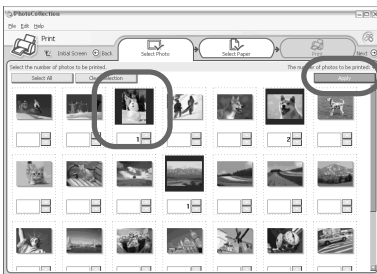 PhotoCollection
File Edit Help
Print
Initial Screen Back
Select Photo
Select Paper
Print
Next
Select the number of photos to be printed.
The number of photos to be printed:
Select All
Clear Selection
Apply
1
2
1